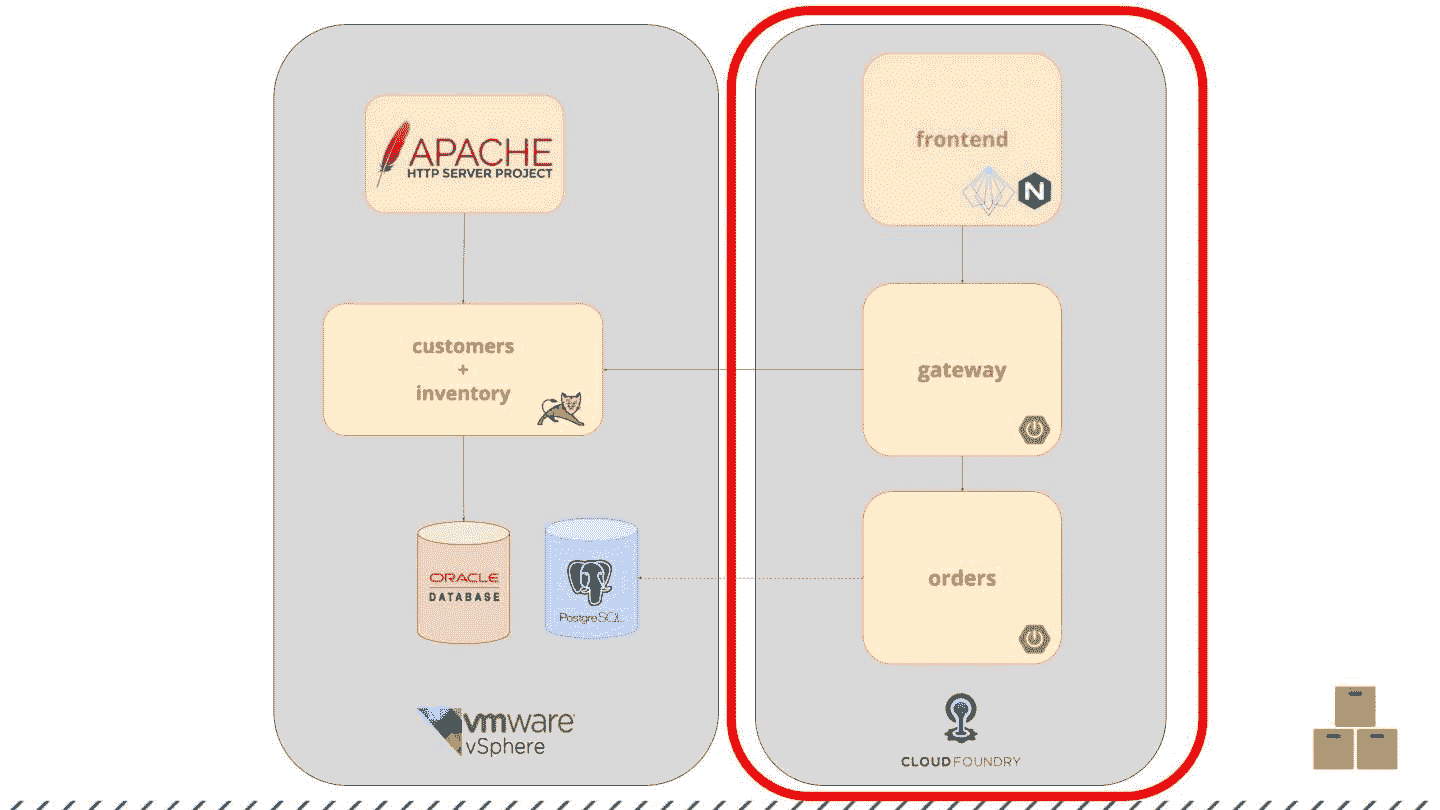 APACHE
HTTP SERVER PROJECT
customers
+
inventory
ORACLE
DATABASE
PostgreSQL
vmware
vSphere
frontend
N
gateway
orders
CLOUD FOUNDRY